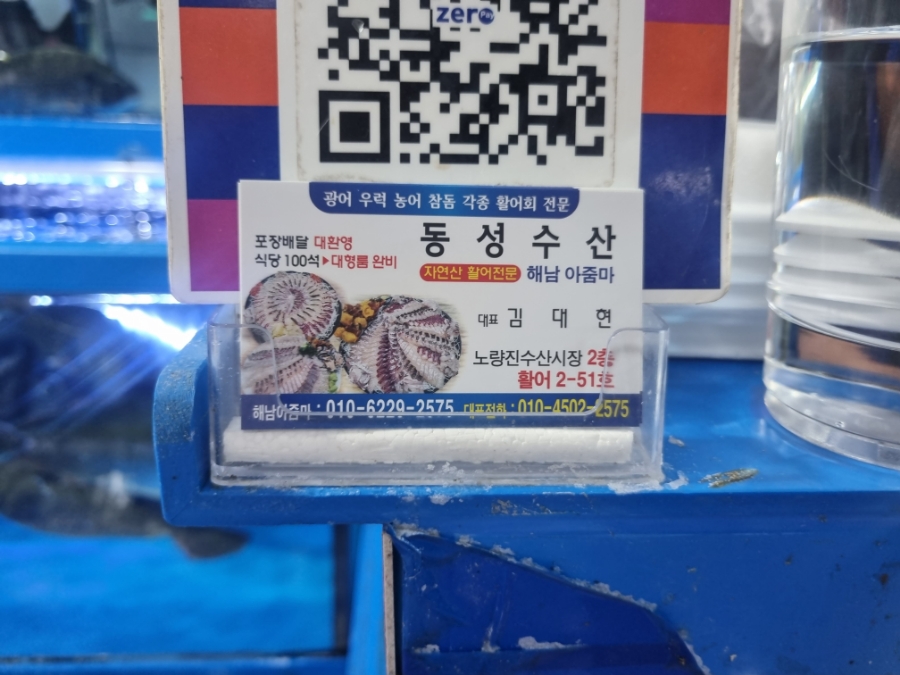 zero Pay
광어 우럭 농어 참돔 각종 활어회 전문
포장배달 대환영
식당 100석▶대형룸 완비
동성수산
자연산 활어전문 해남 아줌마
대표 김대현
노량진수산시장 2층
활어 2-51호
해남아줌마 : 010-6229-2575 대표전화 : 010-4502-2575